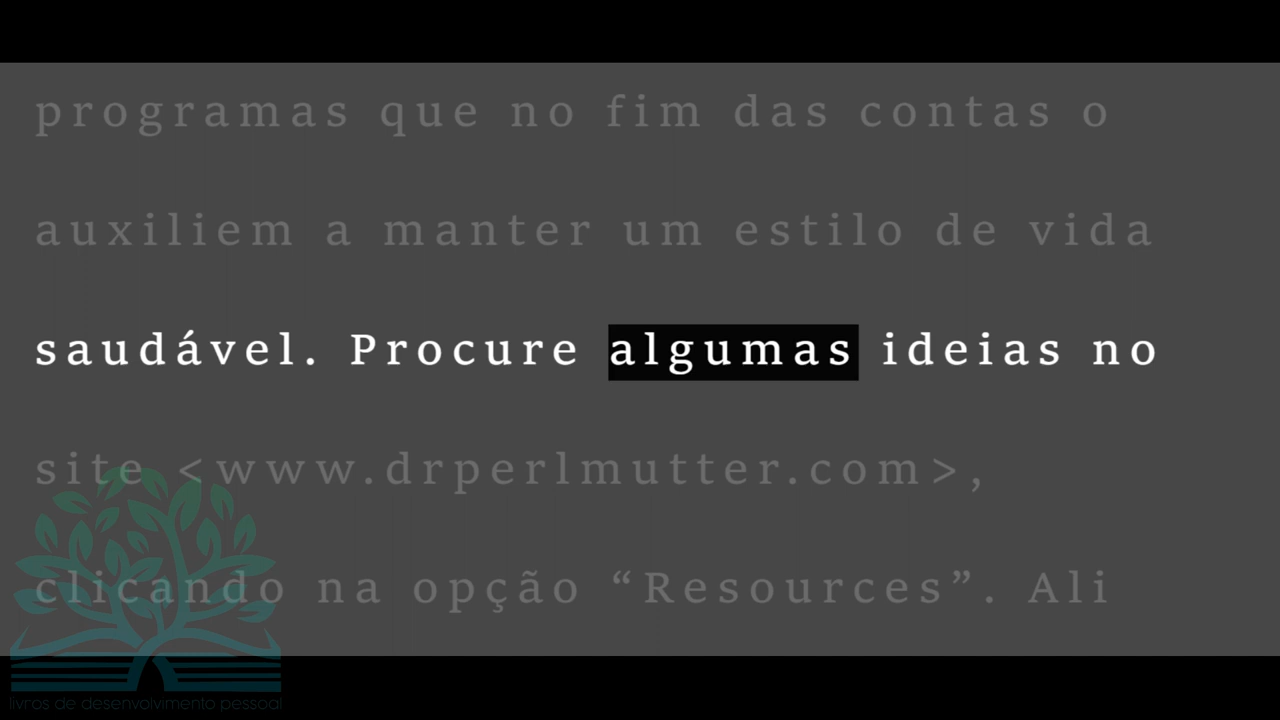 programas que no fim das contas o
auxiliem a manter um estilo de vida
saudável. Procure algumas ideias no
site <www.drperlmutter.com>,
clicando na opção “Resources”. Ali
livros de desenvolvimento pessoal